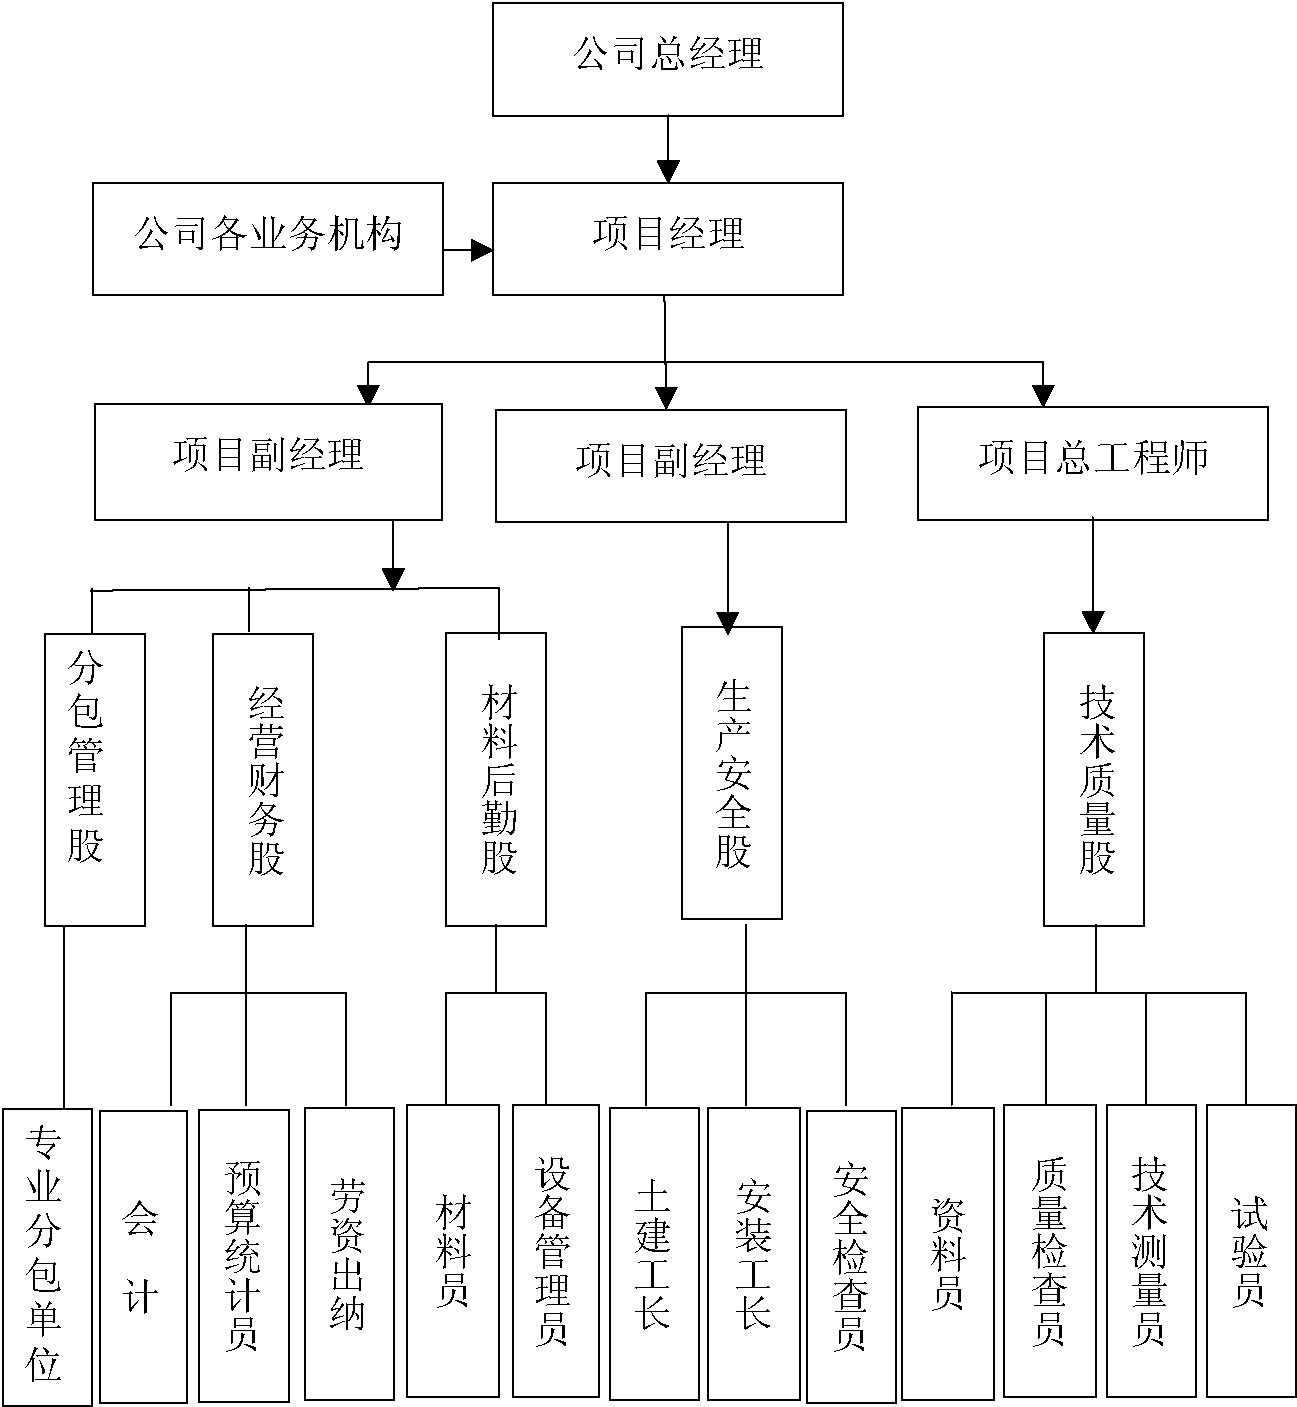 公司总经理
公司各业务机构
项目经理
项目副经理
项目副经理
项目总工程师
分包管理股
经营财务股
材料后勤股
生产安全股
技术质量股
专业分包单位
会计
预算统计员
劳资出纳
材料员
设备管理员
土建工长
安装工长
安全检查员
资料员
质量检查员
技术测量员
试验员